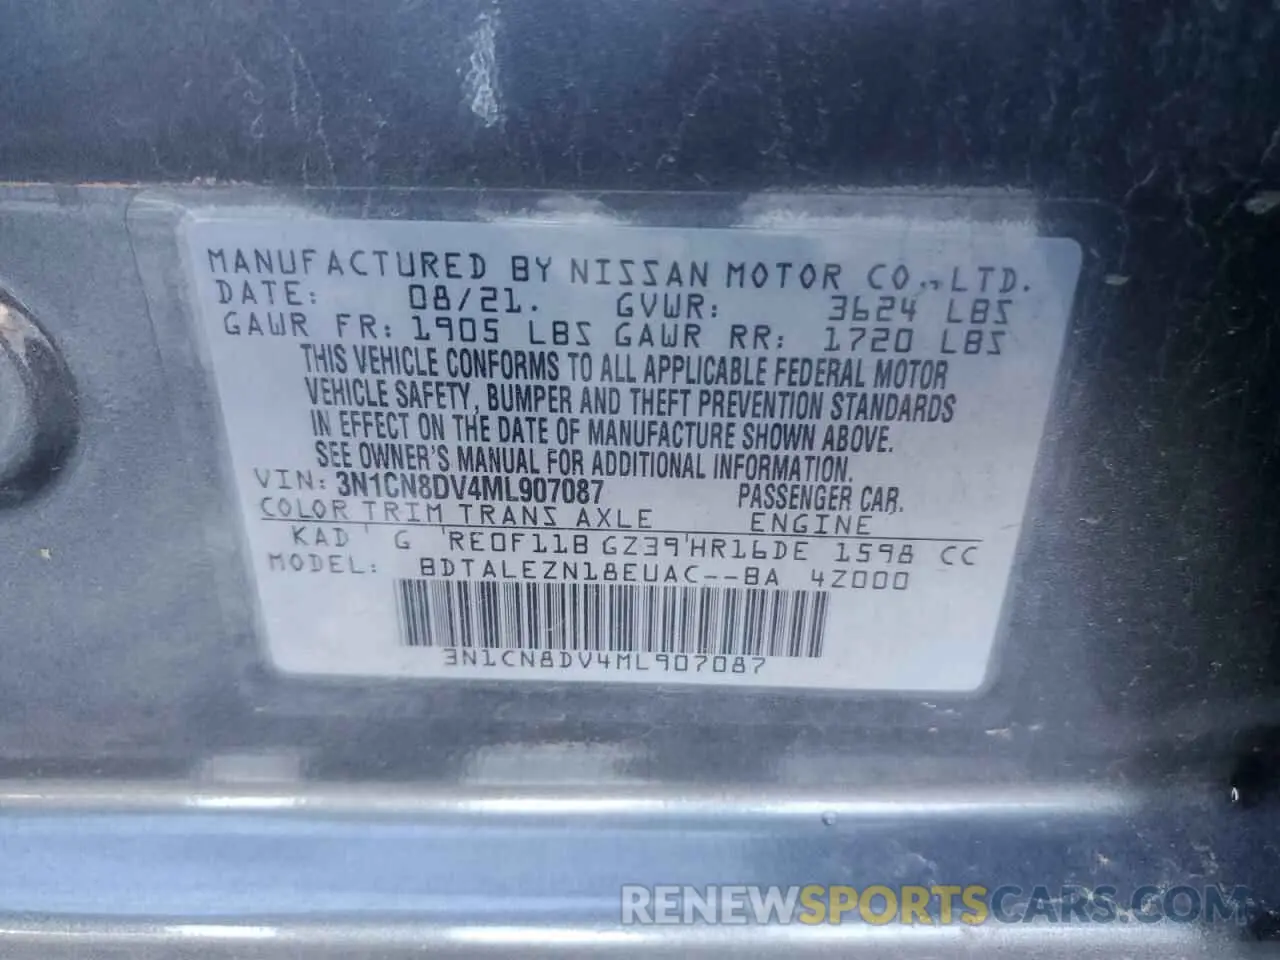 MANUFACTURED BY NISSAN MOTOR CO., LTD.
DATE: 08/21. GVWR: 3624 LBS
GAWR FR: 1905 LBS GAWR RR: 1720 LBS
THIS VEHICLE CONFORMS TO ALL APPLICABLE FEDERAL MOTOR
VEHICLE SAFETY, BUMPER AND THEFT PREVENTION STANDARDS
IN EFFECT ON THE DATE OF MANUFACTURE SHOWN ABOVE.
SEE OWNER'S MANUAL FOR ADDITIONAL INFORMATION.
VIN: 3N1CN8DV4ML907087 PASSENGER CAR.
COLOR TRIM TRANS AXLE ENGINE
KAD G RE0F11B GZ39 HR16DE 1598 CC
MODEL: BDTALEZN18EUAC--BA 4Z000
3N1CN8DV4ML907087
RENEWSPORTSCARS.COM